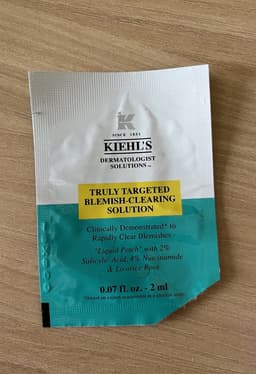 K
SINCE 1851
KIEHL'S
DERMATOLOGIST
SOLUTIONS™
TRULY TARGETED
BLEMISH-CLEARING
SOLUTION
Clinically Demonstrated* to
Rapidly Clear Blemishes
"Liquid Patch" with 2%
Salicylic Acid, 4% Niacinamide
& Licorice Root
0.07 fl. oz. - 2 ml